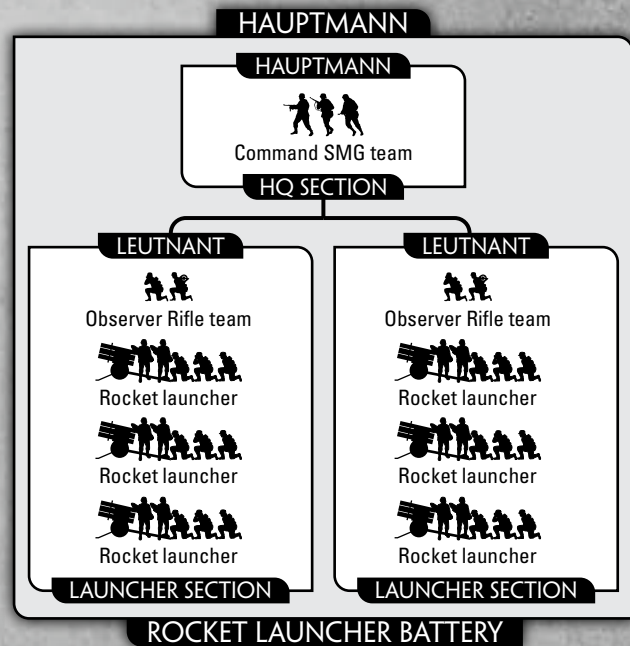 HAUPTMANN
HAUPTMANN
Command SMG team
HQ SECTION
LEUTNANT
Observer Rifle team
Rocket launcher
Rocket launcher
Rocket launcher
LAUNCHER SECTION
LEUTNANT
Observer Rifle team
Rocket launcher
Rocket launcher
Rocket launcher
LAUNCHER SECTION
ROCKET LAUNCHER BATTERY